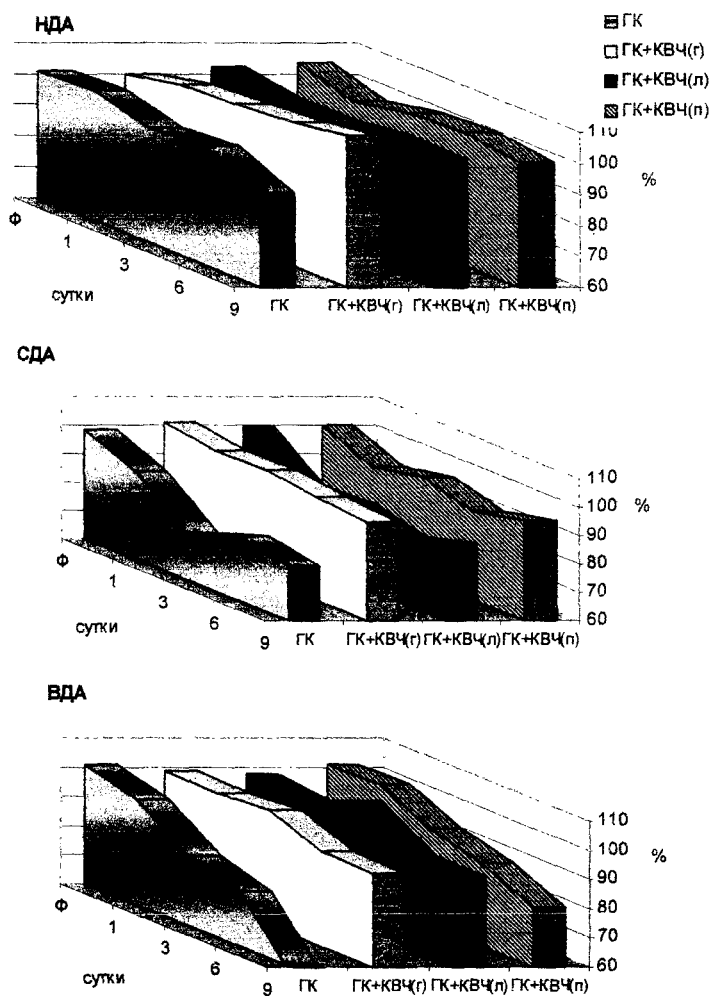 НДА
ГК
ГК+КВЧ(г)
ГК+КВЧ(л)
ГК+КВЧ(п)
110
100
90
80
70
60
%
Ф
1
3
6
9
сутки
ГК
ГК+КВЧ(г)
ГК+КВЧ(л)
ГК+КВЧ(п)
СДА
110
100
90
80
70
60
%
Ф
1
3
6
9
сутки
ГК
ГК+КВЧ(г)
ГК+КВЧ(л)
ГК+КВЧ(п)
ВДА
110
100
90
80
70
60
%
Ф
1
3
6
9
сутки
ГК
ГК+КВЧ(г)
ГК+КВЧ(л)
ГК+КВЧ(п)